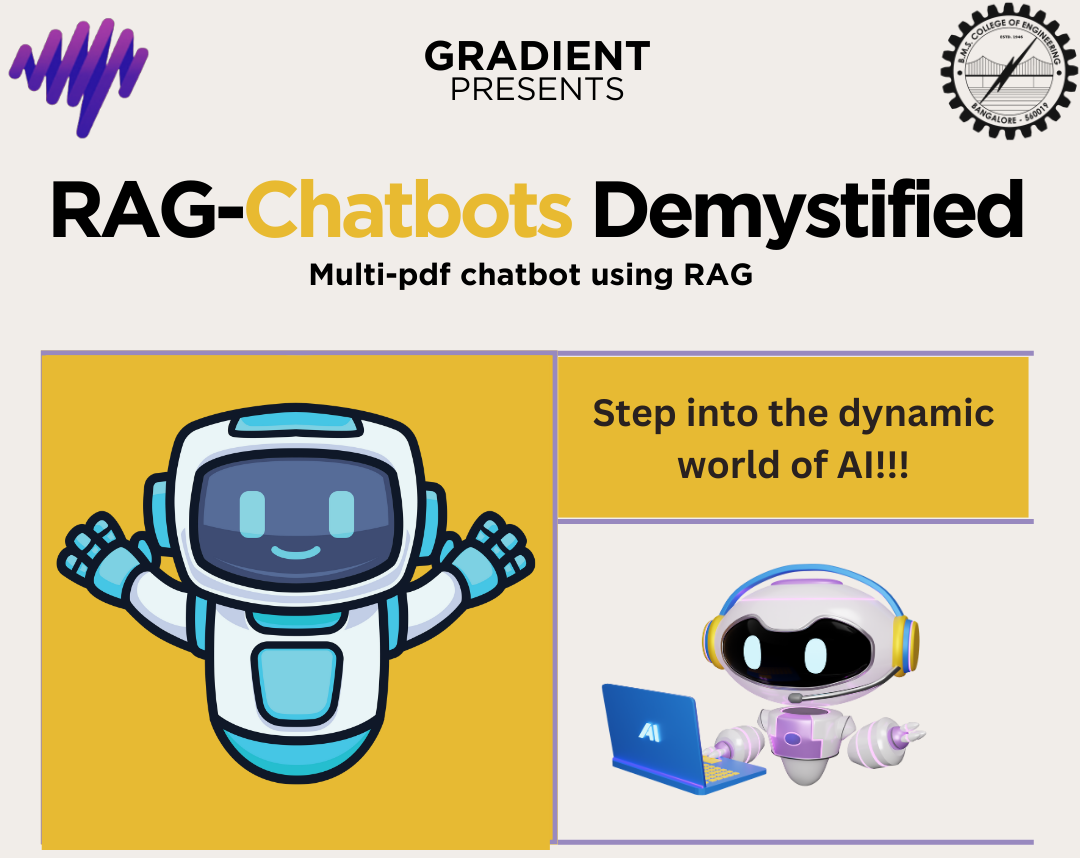 GRADIENT
PRESENTS
B.M.S. COLLEGE OF ENGINEERING
ESTD. 1946
BANGALORE - 560019
RAG-Chatbots Demystified
Multi-pdf chatbot using RAG
Step into the dynamic
world of AI!!!
AI